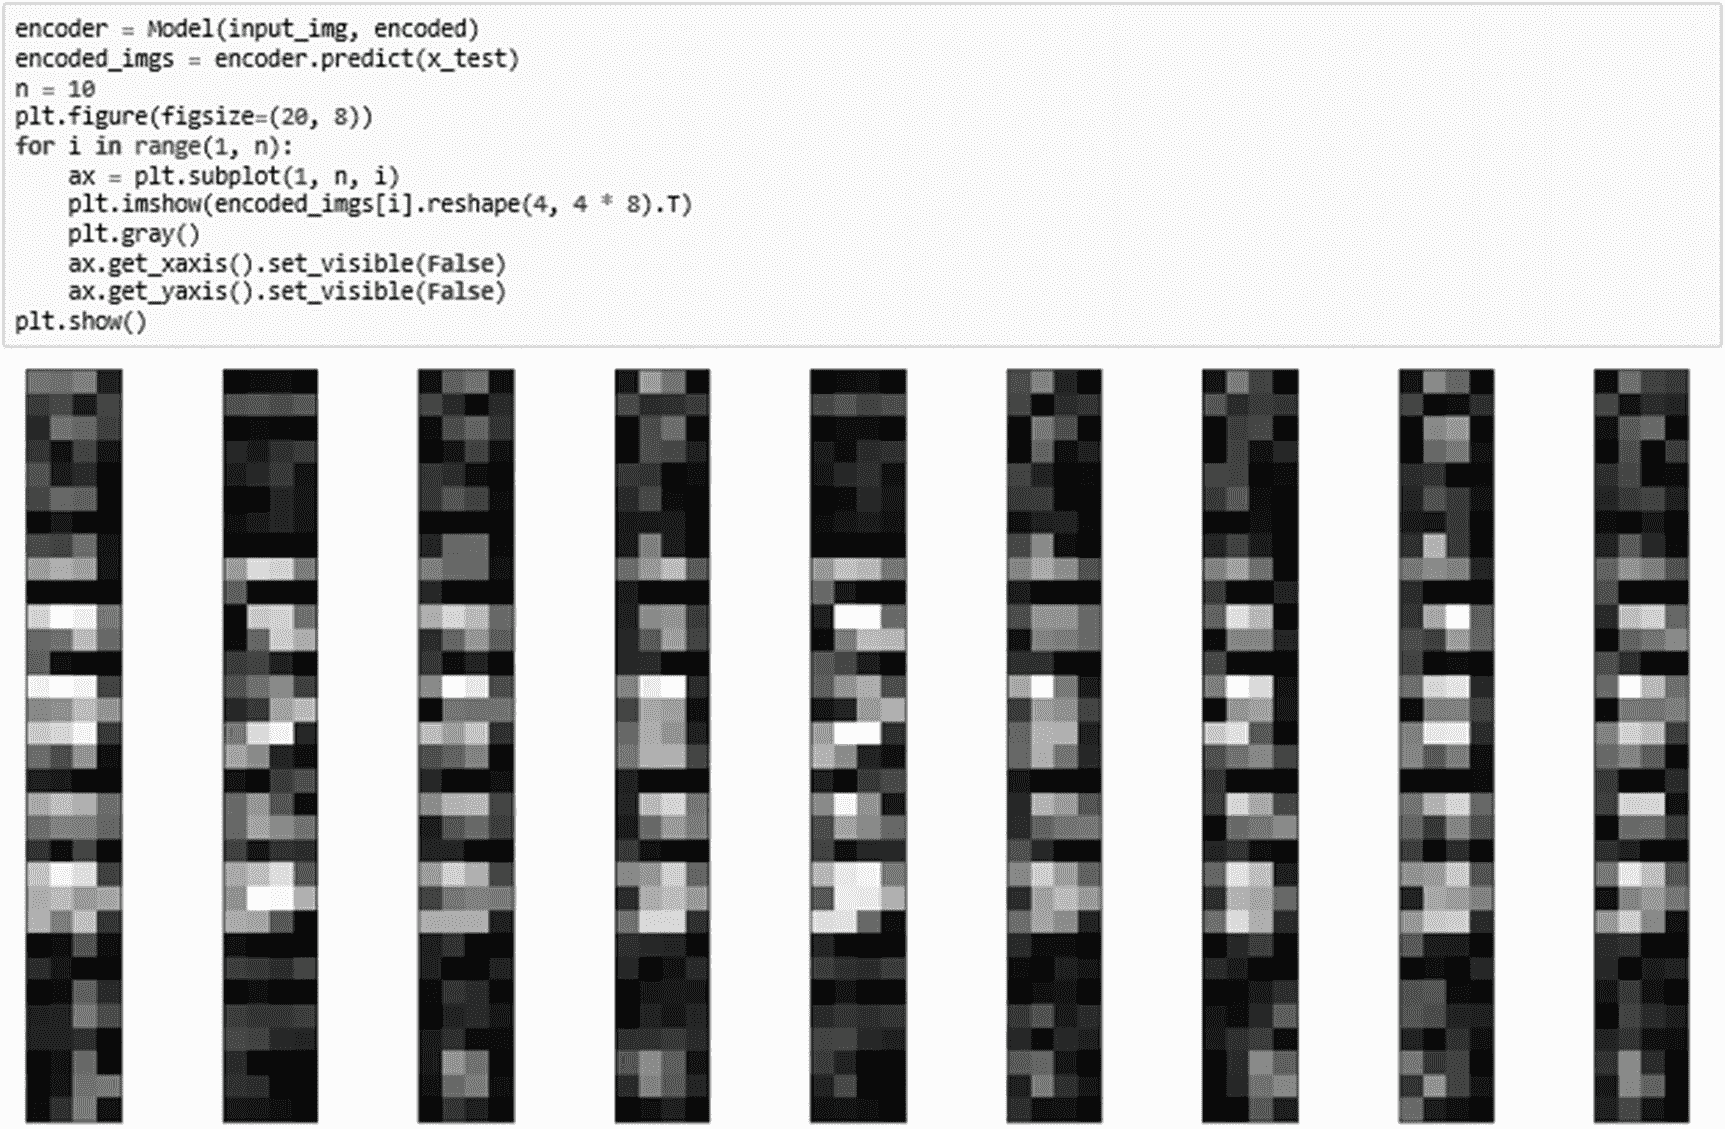 encoder = Model(input_img, encoded)
encoded_imgs = encoder.predict(x_test)
n = 10
plt.figure(figsize=(20, 8))
for i in range(1, n):
    ax = plt.subplot(1, n, i)
    plt.imshow(encoded_imgs[i].reshape(4, 4 * 8).T)
    plt.gray()
    ax.get_xaxis().set_visible(False)
    ax.get_yaxis().set_visible(False)
plt.show()